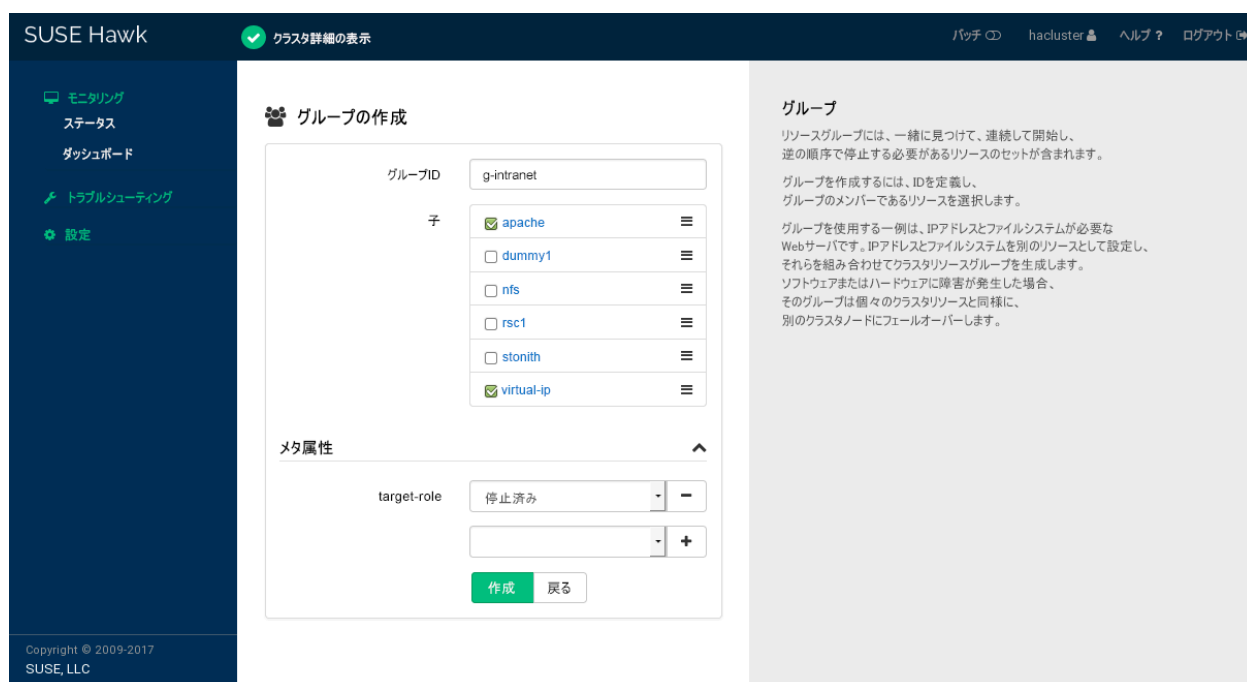 SUSE Hawk
クラスタ詳細の表示
バッチ
hacluster
ヘルプ ?
ログアウト
モニタリング
ステータス
ダッシュボード
トラブルシューティング
設定
グループの作成
グループID
g-intranet
子
apache
dummy1
nfs
rsc1
stonith
virtual-ip
メタ属性
target-role
停止済み
作成
戻る
グループ
リソースグループには、一緒に見つけて、連続して開始し、
逆の順序で停止する必要があるリソースのセットが含まれます。
グループを作成するには、IDを定義し、
グループのメンバーであるリソースを選択します。
グループを使用する一例は、IPアドレスとファイルシステムが必要な
Webサーバです。IPアドレスとファイルシステムを別のリソースとして設定し、
それらを組み合わせてクラスタリソースグループを生成します。
ソフトウェアまたはハードウェアに障害が発生した場合、
そのグループは個々のクラスタリソースと同様に、
別のクラスタノードにフェールオーバーします。
Copyright © 2009-2017
SUSE, LLC